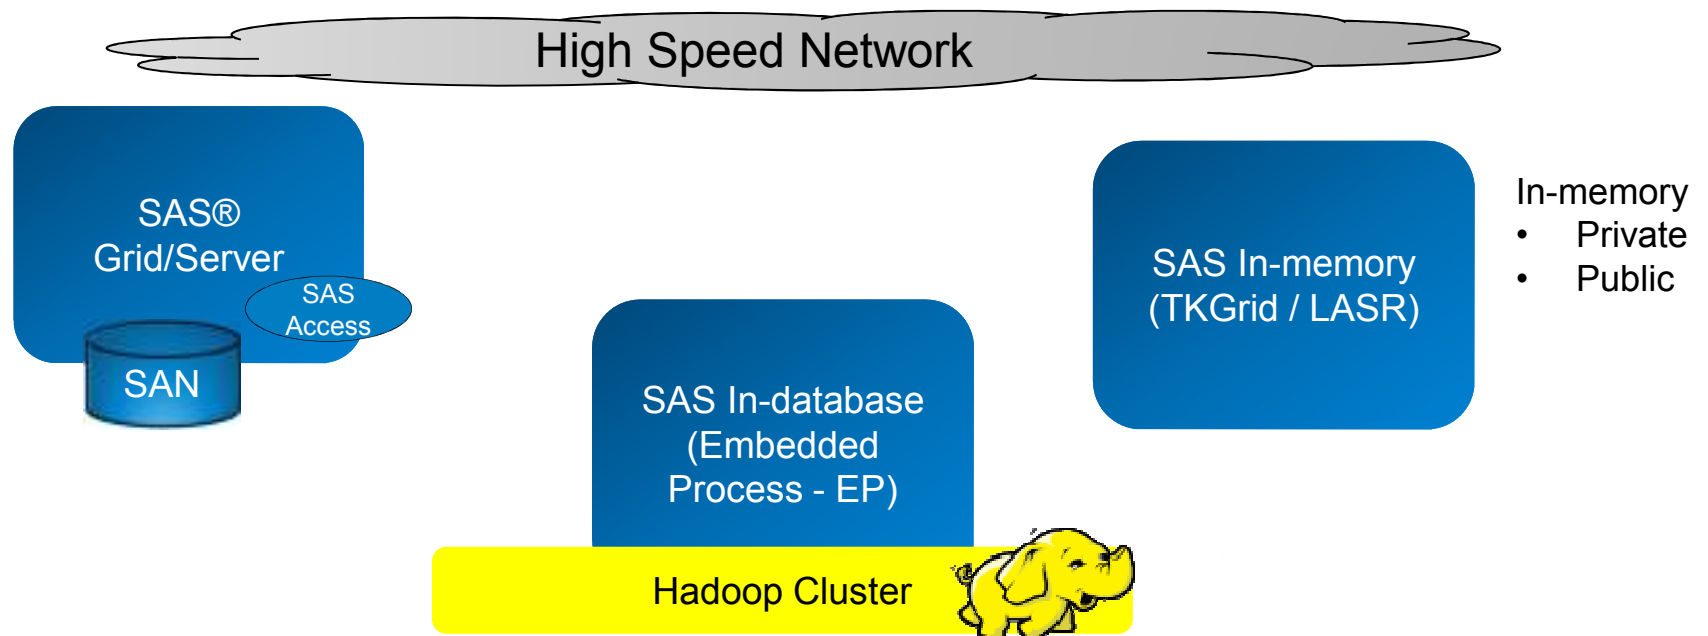 High Speed Network
SAS®
Grid/Server
SAS
Access
SAN
SAS In-database
(Embedded
Process - EP)
Hadoop Cluster
SAS In-memory
(TKGrid / LASR)
In-memory
• Private
• Public